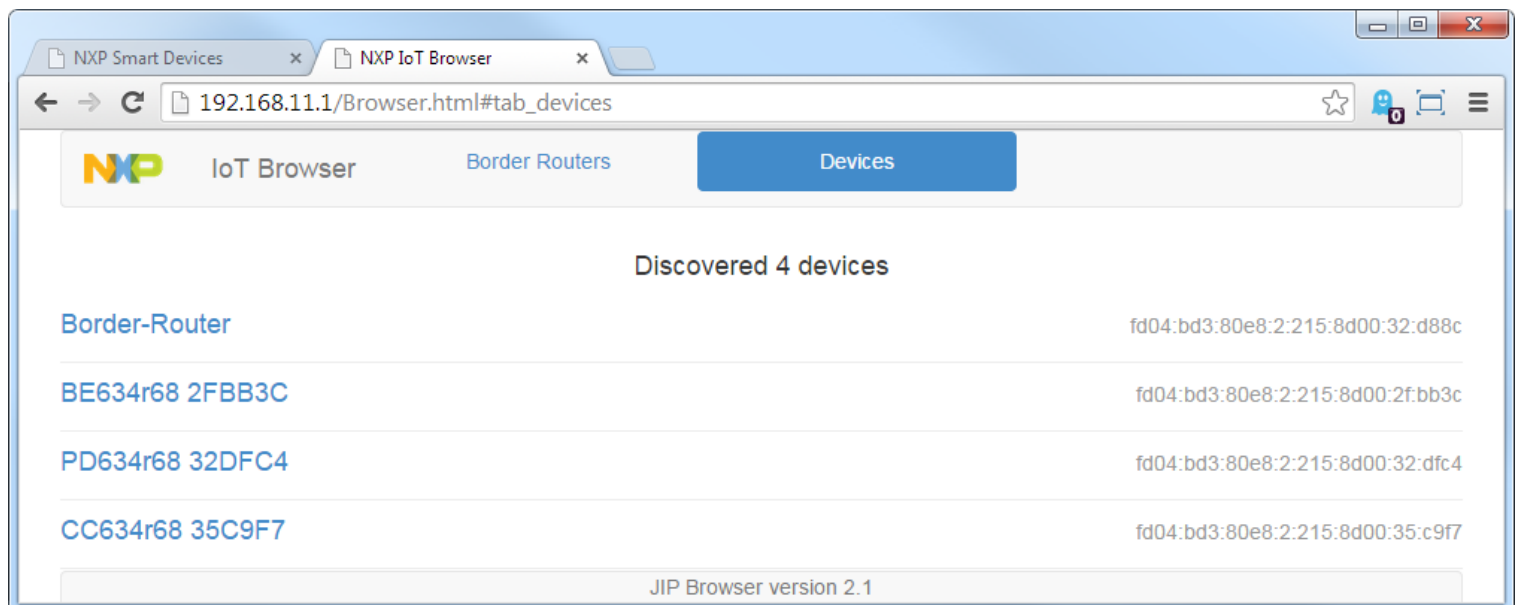 NXP Smart Devices NXP IoT Browser
192.168.11.1/Browser.html#tab_devices 0
NXP IoT Browser Border Routers Devices
Discovered 4 devices
Border-Router fd04:bd3:80e8:2:215:8d00:32:d88c
BE634r68 2FBB3C fd04:bd3:80e8:2:215:8d00:2f:bb3c
PD634r68 32DFC4 fd04:bd3:80e8:2:215:8d00:32:dfc4
CC634r68 35C9F7 fd04:bd3:80e8:2:215:8d00:35:c9f7
JIP Browser version 2.1